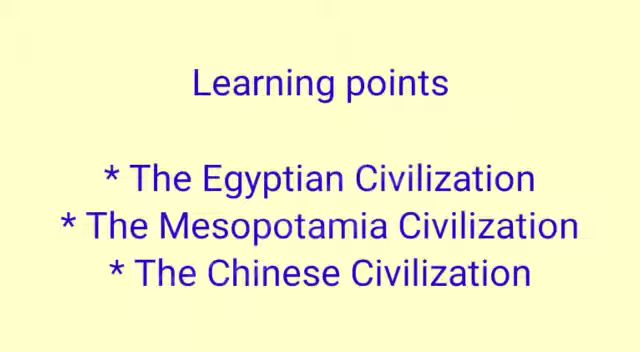 Learning points
* The Egyptian Civilization
* The Mesopotamia Civilization
* The Chinese Civilization